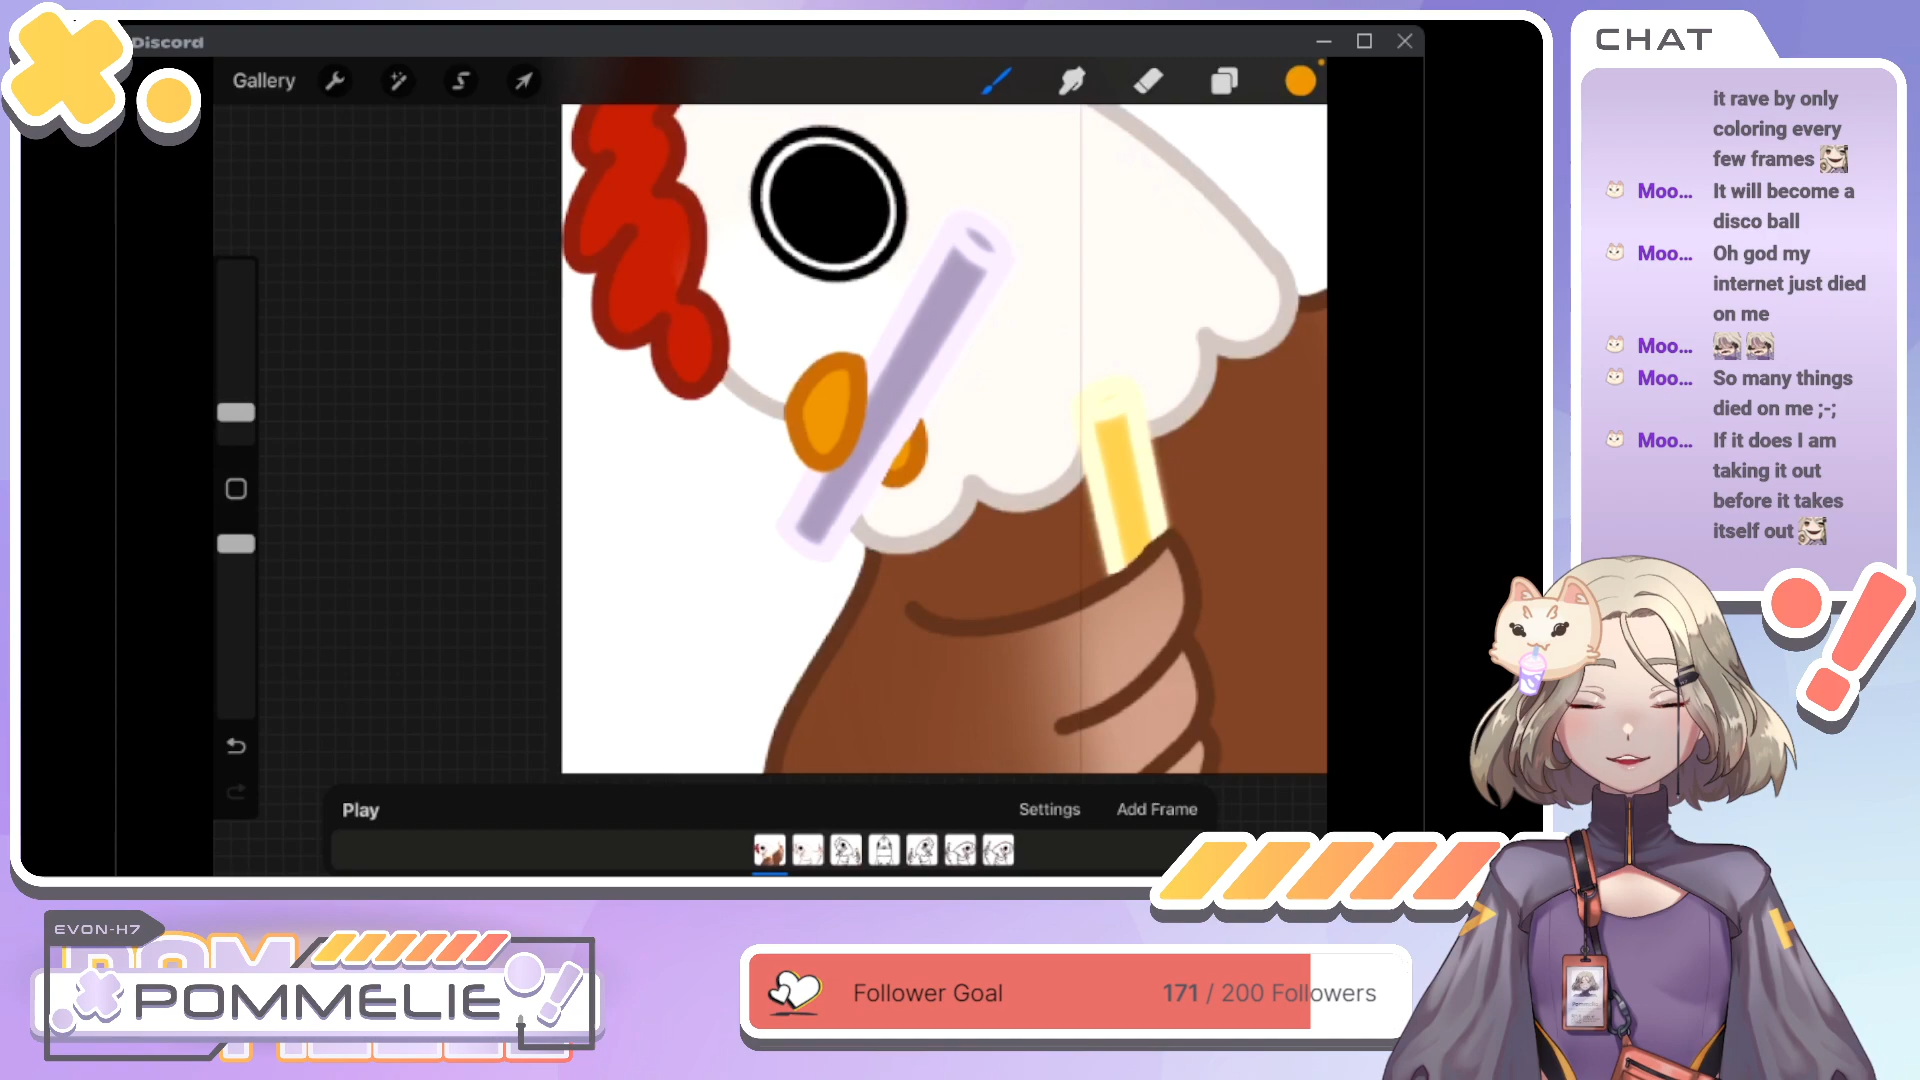 Discord
Gallery
CHAT
it rave by only
coloring every
few frames
Moo... It will become a
disco ball
Moo... Oh god my
internet just died
on me
Moo...
Moo... So many things
died on me ;-;
Moo... If it does I am
taking it out
before it takes
itself out
Play
Settings
Add Frame
EVON-H7
POMMELIE
Follower Goal
171 / 200 Followers